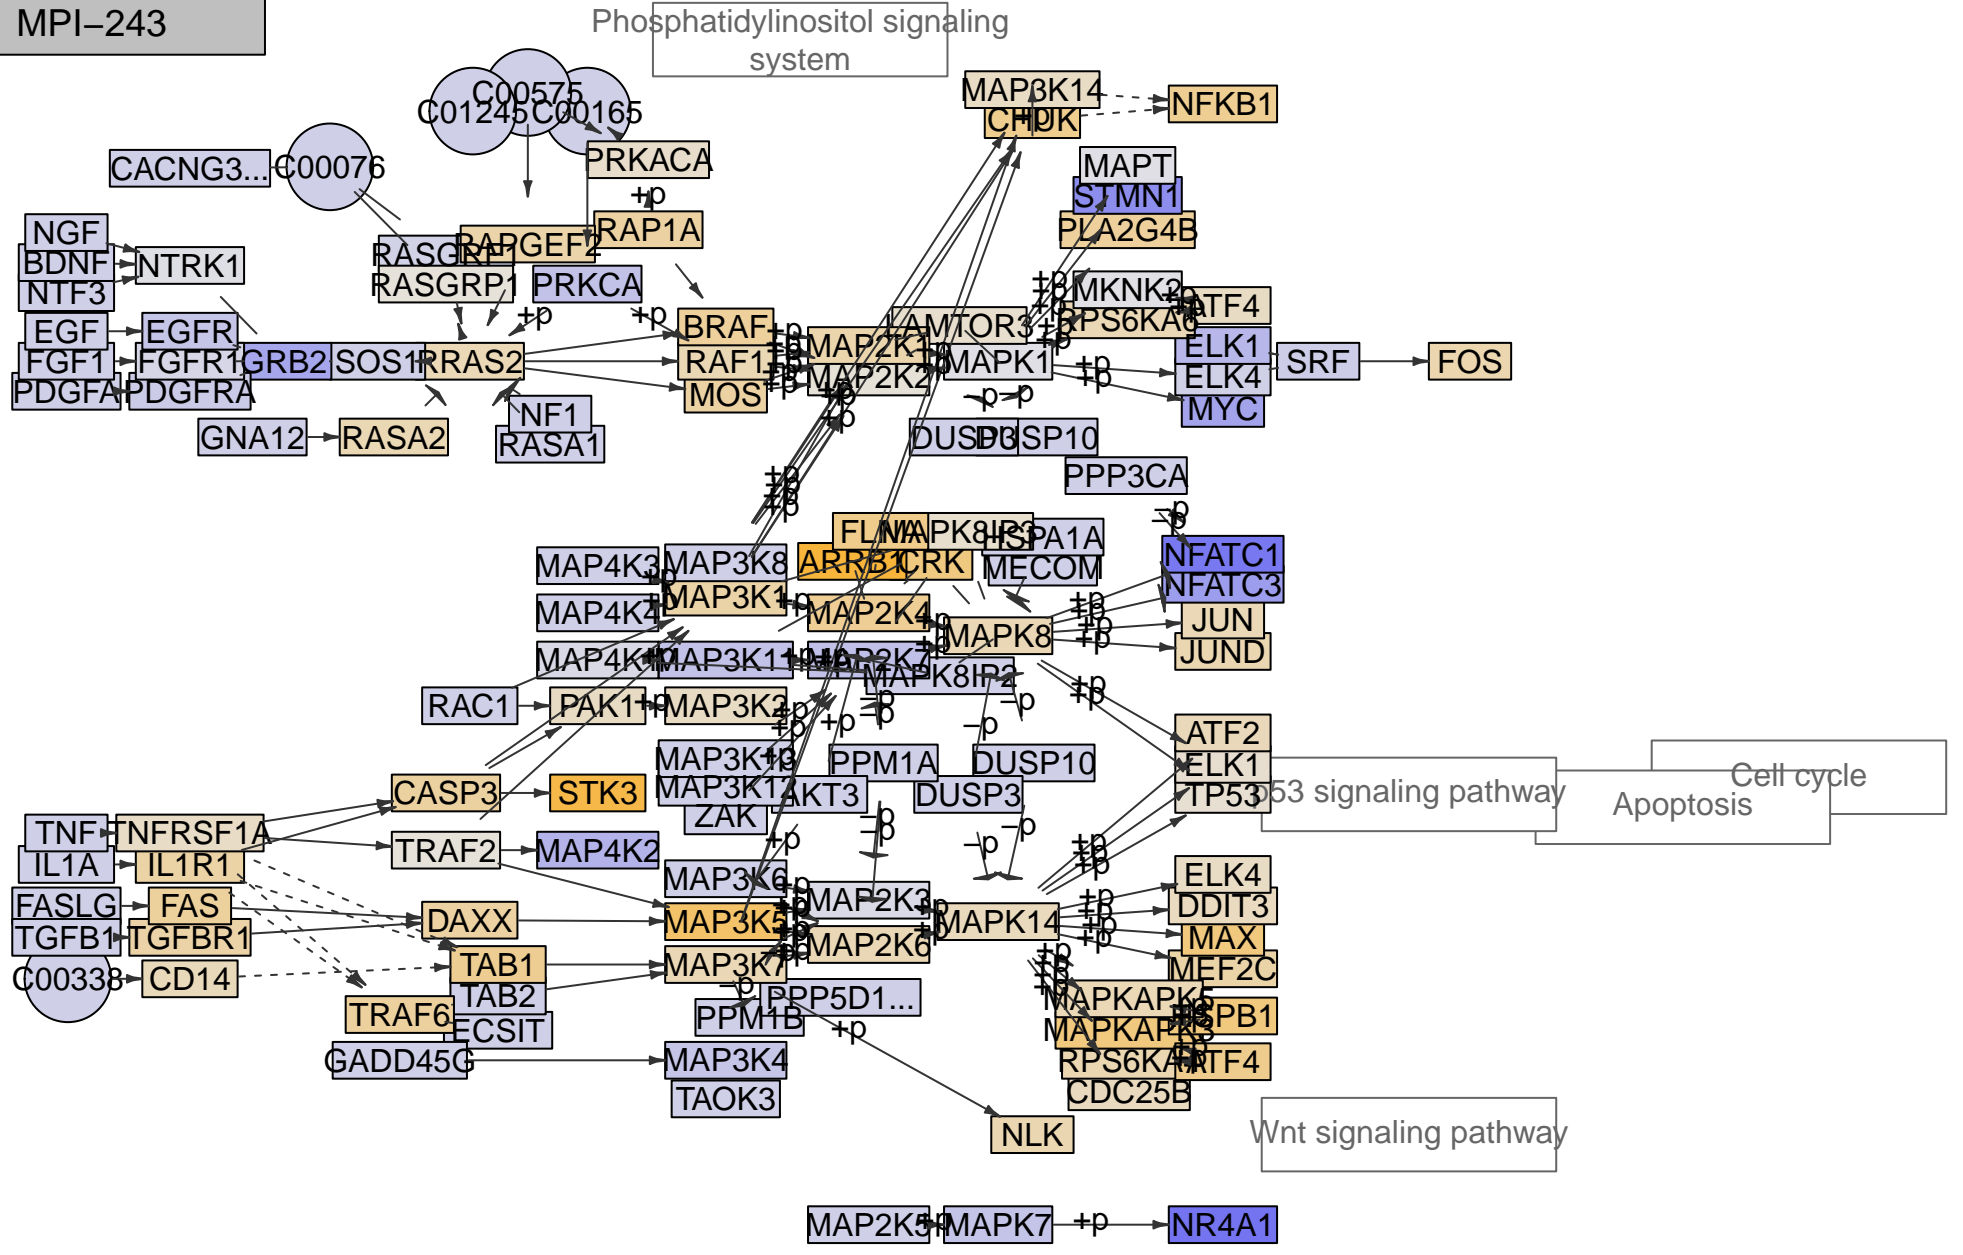 MPI−243
Phosphatidylinositol signaling
system
C00575
C01245
C00165
MAP3K14
CHUK
+p
NFKB1
CACNG3...
C00076
PRKACA
+p
MAPT
STMN1
PLA2G4B
NGF
BDNF
NTF3
NTRK1
RASGRF1
RASGRP1
RAPGEF2
RAP1A
PRKCA
+p
+p
MKNK2
RPS6KA6
ATF4
EGF
FGF1
PDGFA
EGFR
FGFR1
PDGFRA
GRB2
SOS1
RRAS2
BRAF
RAF1
MOS
+p
+p
+p
+p
+p
MAP2K1
MAP2K2
LAMTOR3
MAPK1
+p
+p
+p
+p
+p
+p
ELK1
ELK4
MYC
SRF
FOS
GNA12
RASA2
NF1
RASA1
−p
−p
DUSP3
DUSP10
PPP3CA
+p
+p
+p
+p
+p
+p
−p
−p
FLNA
MAPK8IP3
HSPA1A
ARRB1
CRK
MECOM
NFATC1
NFATC3
JUN
JUND
MAP4K3
MAP4K4
+p
+p
MAP3K8
MAP3K1
+p
MAP2K4
+p
+p
MAPK8
+p
+p
+p
MAP3K11
+p
MAP2K7
MAPK8IP2
RAC1
PAK1
+p
MAP3K2
+p
+p
+p
−p
−p
−p
−p
+p
+p
ATF2
ELK1
TP53
p53 signaling pathway
Cell cycle
Apoptosis
MAP3K13
MAP3K12
ZAK
+p
PPM1A
AKT3
DUSP10
DUSP3
CASP3
STK3
TNF
IL1A
TNFRSF1A
IL1R1
TRAF2
MAP4K2
+p
−p
−p
−p
−p
+p
+p
+p
FASLG
TGFB1
C00338
FAS
TGFBR1
CD14
DAXX
TAB1
TAB2
ECSIT
TRAF6
GADD45G
MAP3K6
MAP3K5
MAP3K7
+p
+p
+p
+p
MAP2K3
MAP2K6
+p
+p
MAPK14
+p
+p
+p
+p
ELK4
DDIT3
MAX
MEF2C
−p
PPM1B
PPP5D1...
+p
MAP3K4
TAOK3
+p
+p
+p
MAPKAPK5
MAPKAPK3
CDC25B
ATF4
NLK
Wnt signaling pathway
MAP2K5
+p
MAPK7
+p
NR4A1